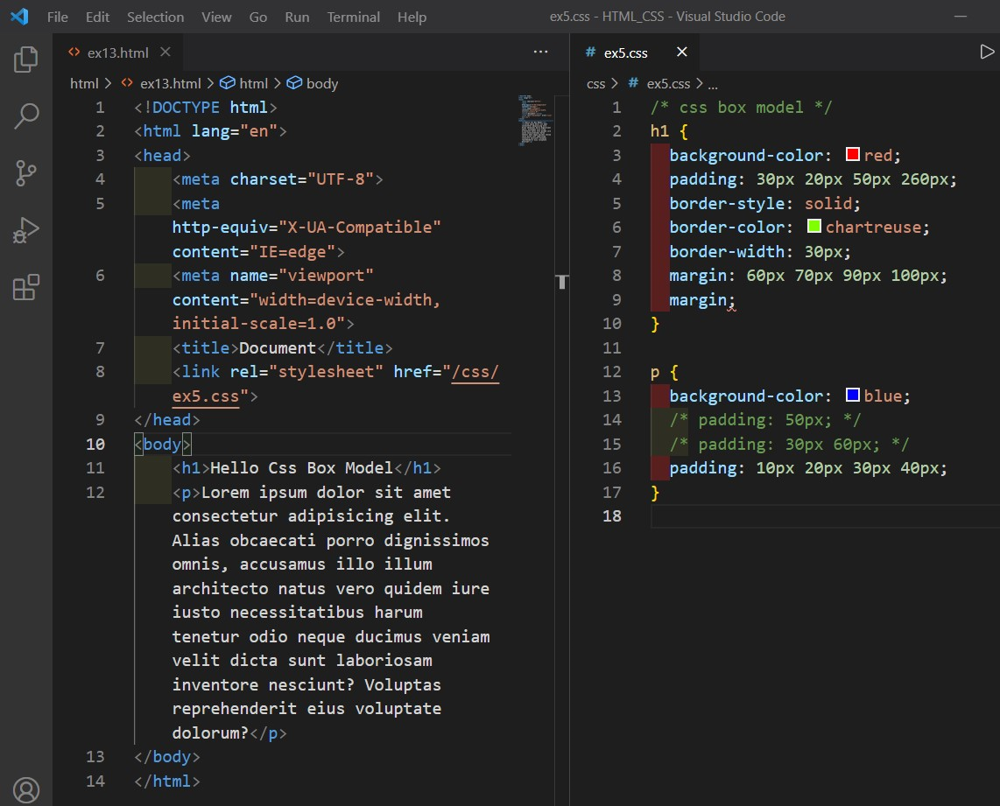 File Edit Selection View Go Run Terminal Help ex5.css - HTML_CSS - Visual Studio Code
ex13.html
html > ex13.html > html > body
1 <!DOCTYPE html>
2 <html lang="en">
3 <head>
4 <meta charset="UTF-8">
5 <meta
http-equiv="X-UA-Compatible"
content="IE=edge">
6 <meta name="viewport"
content="width=device-width,
initial-scale=1.0">
7 <title>Document</title>
8 <link rel="stylesheet" href="/css/
ex5.css">
9 </head>
10 <body>
11 <h1>Hello Css Box Model</h1>
12 <p>Lorem ipsum dolor sit amet
consectetur adipisicing elit.
Alias obcaecati porro dignissimos
omnis, accusamus illo illum
architecto natus vero quidem iure
iusto necessitatibus harum
tenetur odio neque ducimus veniam
velit dicta sunt laboriosam
inventore nesciunt? Voluptas
reprehenderit eius voluptate
dolorum?</p>
13 </body>
14 </html>
# ex5.css
css > # ex5.css > ...
1 /* css box model */
2 h1 {
3 background-color: red;
4 padding: 30px 20px 50px 260px;
5 border-style: solid;
6 border-color: chartreuse;
7 border-width: 30px;
8 margin: 60px 70px 90px 100px;
9 margin;
10 }
11
12 p {
13 background-color: blue;
14 /* padding: 50px; */
15 /* padding: 30px 60px; */
16 padding: 10px 20px 30px 40px;
17 }
18